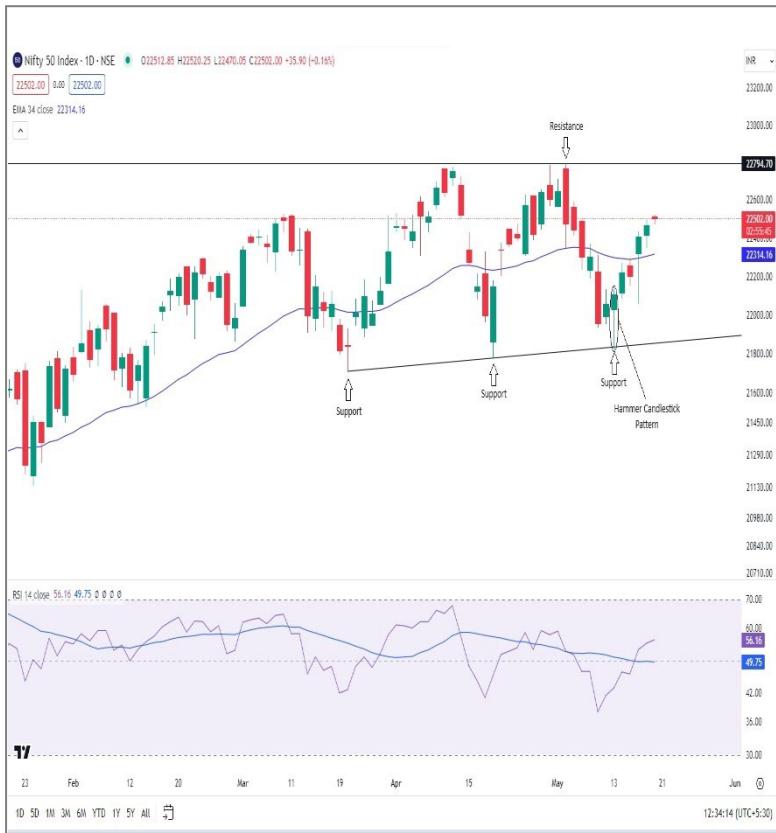 50 Nifty 50 Index · 1D · NSE O22512.85 H22520.25 L22470.05 C22502.00 +35.90 (+0.16%)
INR
22502.00 0.00 22502.00
EMA 34 close 22314.16
23200.00
23000.00
Resistance
22794.70
22600.00
22502.00
02:55:45
22400.00
22314.16
22200.00
22000.00
21800.00
Support
Support
Support
Hammer Candlestick
Pattern
21600.00
21450.00
21290.00
21130.00
20980.00
20840.00
20710.00
RSI 14 close 56.16 49.75 Ø Ø Ø Ø
70.00
60.00
56.16
49.75
42.00
36.00
30.00
23 Feb 12 20 Mar 11 19 Apr 15 May 13 21 Jun
1D 5D 1M 3M 6M YTD 1Y 5Y All
12:34:14 (UTC+5:30)